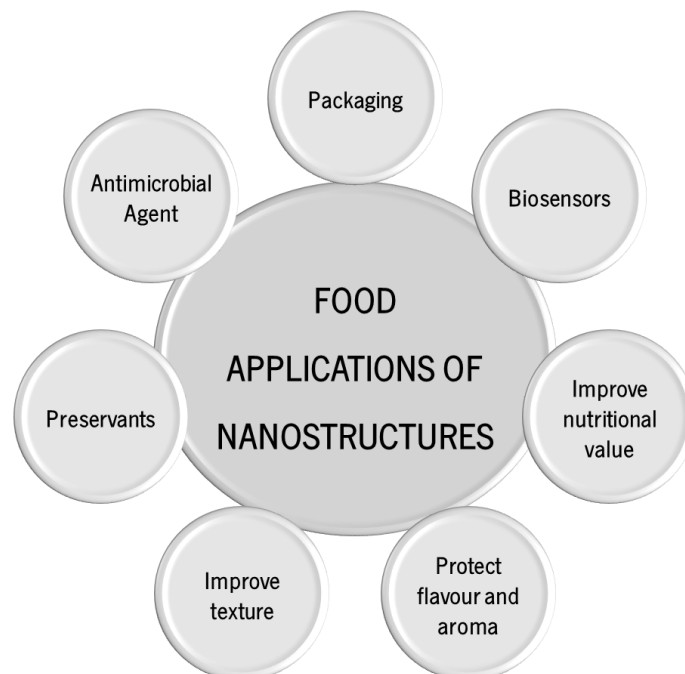 Packaging
Antimicrobial
Agent
Biosensors
FOOD
APPLICATIONS OF
NANOSTRUCTURES
Preservants
Improve
nutritional
value
Improve
texture
Protect
flavour and
aroma